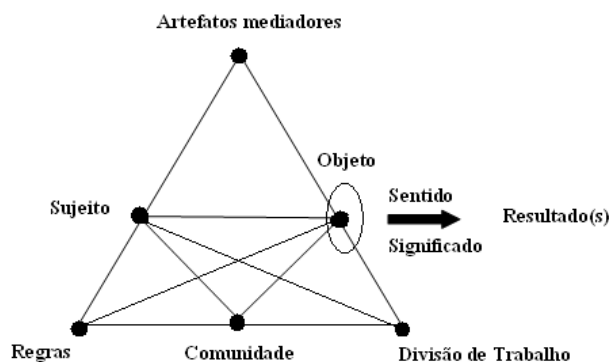 Artefatos mediadores
Objeto
Sujeito
Sentido
Resultado(s)
Significado
Regras
Comunidade
Divisão de Trabalho